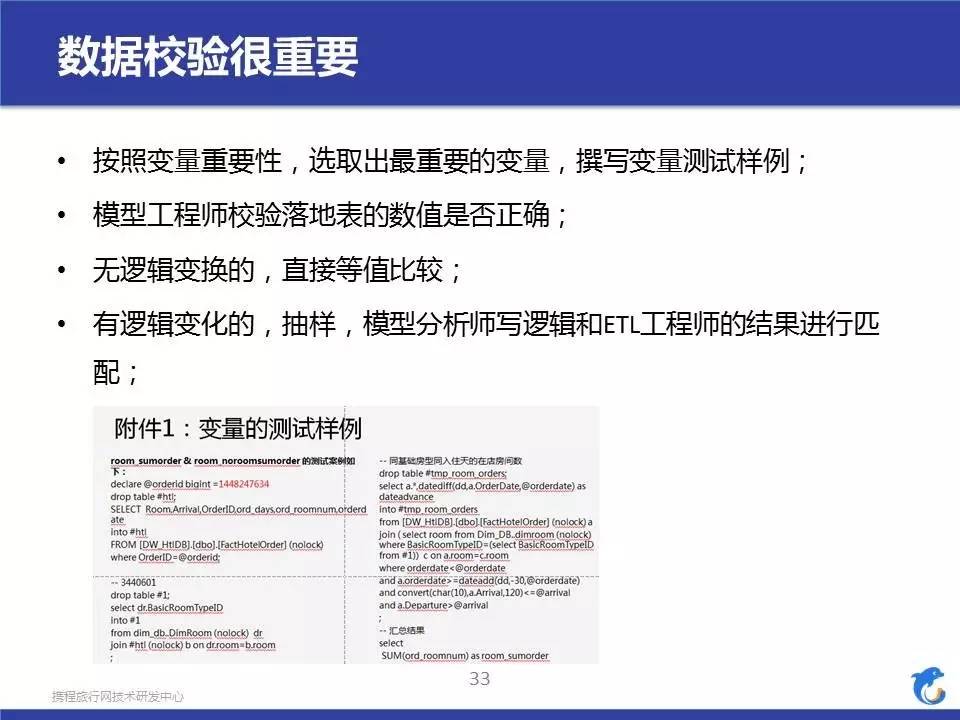 数据校验很重要
• 按照变量重要性，选取出最重要的变量，撰写变量测试样例；
• 模型工程师校验落地表的数值是否正确；
• 无逻辑变换的，直接等值比较；
• 有逻辑变化的，抽样，模型分析师写逻辑和ETL工程师的结果进行匹
配；
附件1：变量的测试样例
room_sumorder & room_noroomsumorder 的测试案例如
下：
declare @orderid bigint =1448247634
drop table #htl;
SELECT Room,Arrival,OrderID,ord_days,ord_roomnum,orderd
ate
into #htl
FROM [DW_HtlDB].[dbo].[FactHotelOrder] (nolock)
where OrderID=@orderid;
-- 3440601
drop table #1;
select dr.BasicRoomTypeID
into #1
from dim_db..DimRoom (nolock) dr
join #htl (nolock) b on dr.room=b.room
;
-- 同基础房型同入住天的在店房间数
drop table #tmp_room_orders;
select a.*,datediff(dd,a.OrderDate,@orderdate) as
dateadvance
into #tmp_room_orders
from [DW_HtlDB].[dbo].[FactHotelOrder] (nolock) a
join ( select room from Dim_DB..dimroom (nolock)
where BasicRoomTypeID=(select BasicRoomTypeID
from #1)) c on a.room=c.room
where orderdate<@orderdate
and a.orderdate>=dateadd(dd,-30,@orderdate)
and convert(char(10),a.Arrival,120)<=@arrival
and a.Departure>@arrival
;
-- 汇总结果
select
SUM(ord_roomnum) as room_sumorder
33
携程旅行网技术研发中心